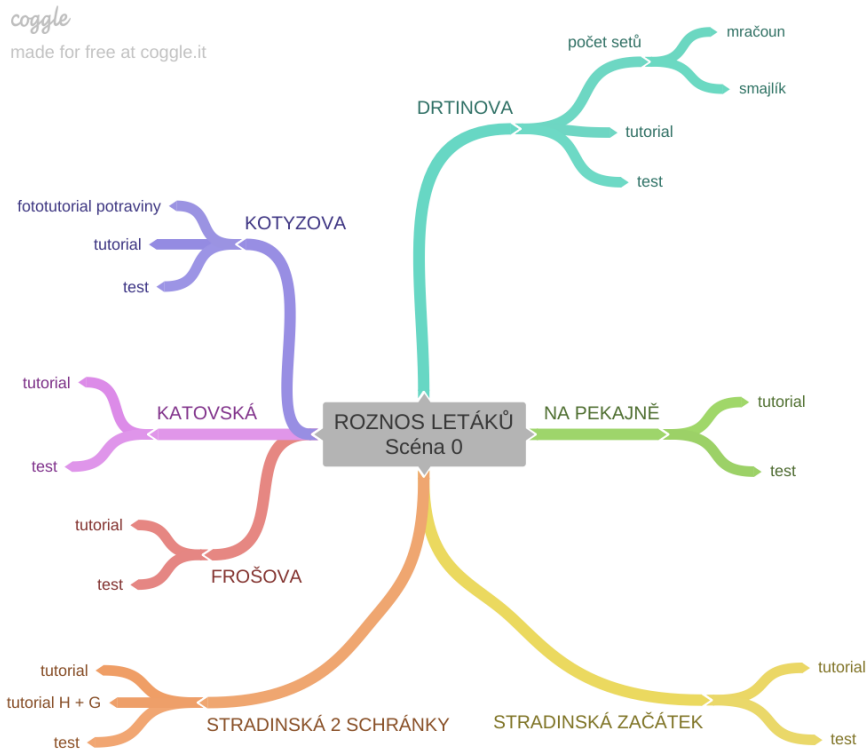 coggle
made for free at coggle.it
ROZNOS LETÁKŮ
Scéna 0
DRTINOVA
počet setů
mračoun
smajlík
tutorial
test
NA PEKAJNĚ
tutorial
test
STRADINSKÁ ZAČÁTEK
tutorial
test
KOTYZOVA
fototutorial potraviny
tutorial
test
KATOVSKÁ
tutorial
test
FROŠOVA
tutorial
test
STRADINSKÁ 2 SCHRÁNKY
tutorial
tutorial H + G
test